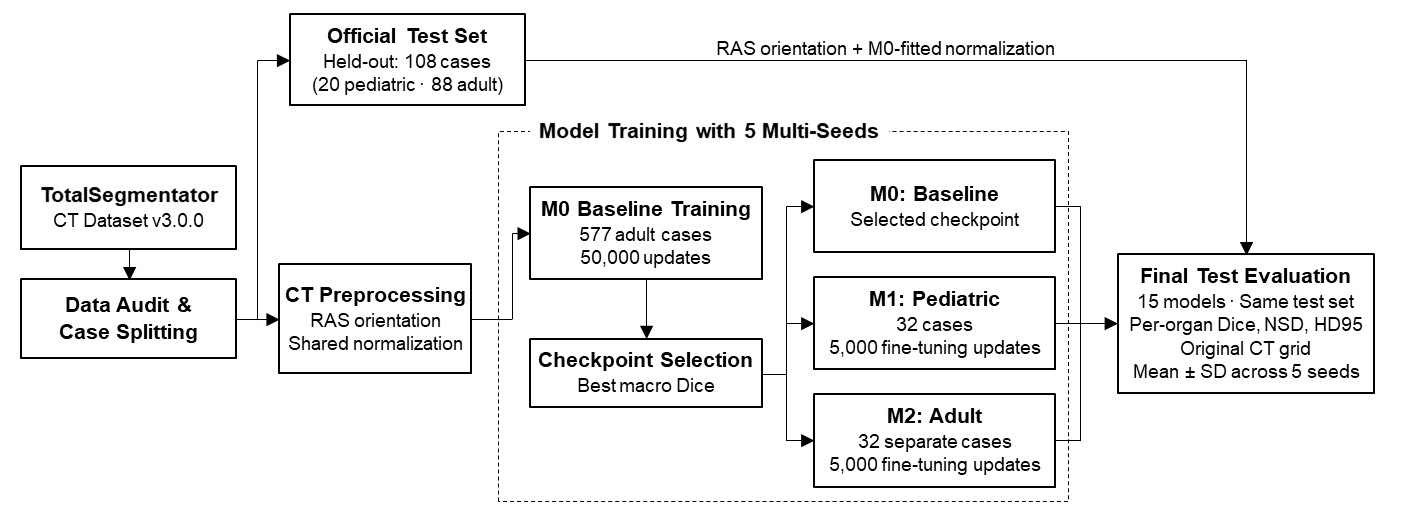 Official Test Set
Held-out: 108 cases
(20 pediatric · 88 adult)
RAS orientation + M0-fitted normalization
TotalSegmentator
CT Dataset v3.0.0
Data Audit &
Case Splitting
CT Preprocessing
RAS orientation
Shared normalization
Model Training with 5 Multi-Seeds
M0 Baseline Training
577 adult cases
50,000 updates
Checkpoint Selection
Best macro Dice
M0: Baseline
Selected checkpoint
M1: Pediatric
32 cases
5,000 fine-tuning updates
M2: Adult
32 separate cases
5,000 fine-tuning updates
Final Test Evaluation
15 models · Same test set
Per-organ Dice, NSD, HD95
Original CT grid
Mean ± SD across 5 seeds